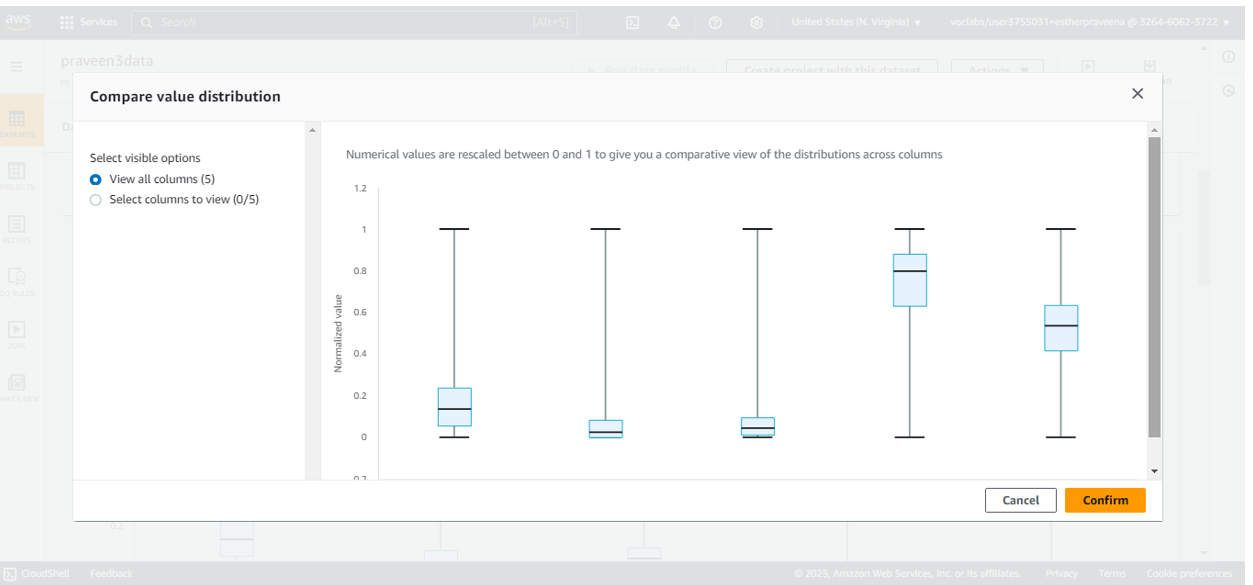 aws
Services
Search
[Alt+S]
United States (N. Virginia)
voclabs/user3755031=estherpraveena @ 3264-6062-3722
praveen3data
Run data profile
Create project with this dataset
Actions
Compare value distribution
DATASETS
PROJECTS
RECIPES
DQ RULES
JOBS
WHAT'S NEW
Select visible options
View all columns (5)
Select columns to view (0/5)
Numerical values are rescaled between 0 and 1 to give you a comparative view of the distributions across columns
Normalized value
1.2
1
0.8
0.6
0.4
0.2
0
Cancel
Confirm
0.2
CloudShell
Feedback
© 2025, Amazon Web Services, Inc. or its affiliates.
Privacy
Terms
Cookie preferences